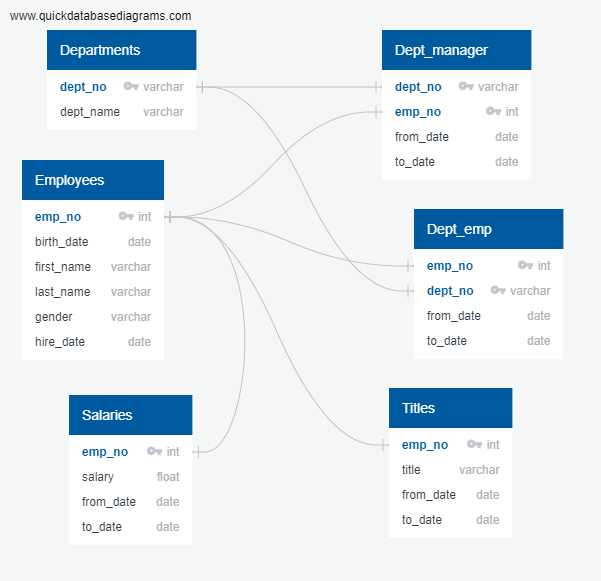 www.quickdatabasediagrams.com
Departments
dept_no varchar
dept_name varchar
Dept_manager
dept_no varchar
emp_no int
from_date date
to_date date
Employees
emp_no int
birth_date date
first_name varchar
last_name varchar
gender varchar
hire_date date
Dept_emp
emp_no int
dept_no varchar
from_date date
to_date date
Salaries
emp_no int
salary float
from_date date
to_date date
Titles
emp_no int
title varchar
from_date date
to_date date